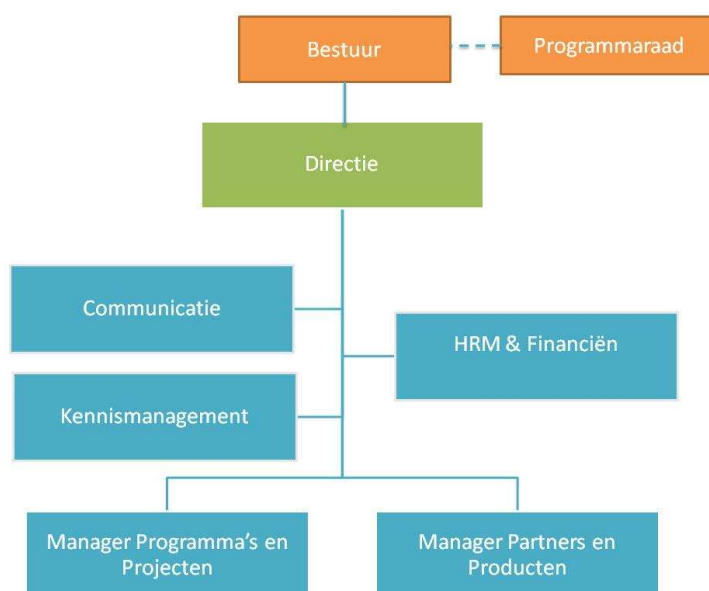 Bestuur
Programmaraad
Directie
Communicatie
HRM & Financiën
Kennismanagement
Manager Programma’s en
Projecten
Manager Partners en
Producten